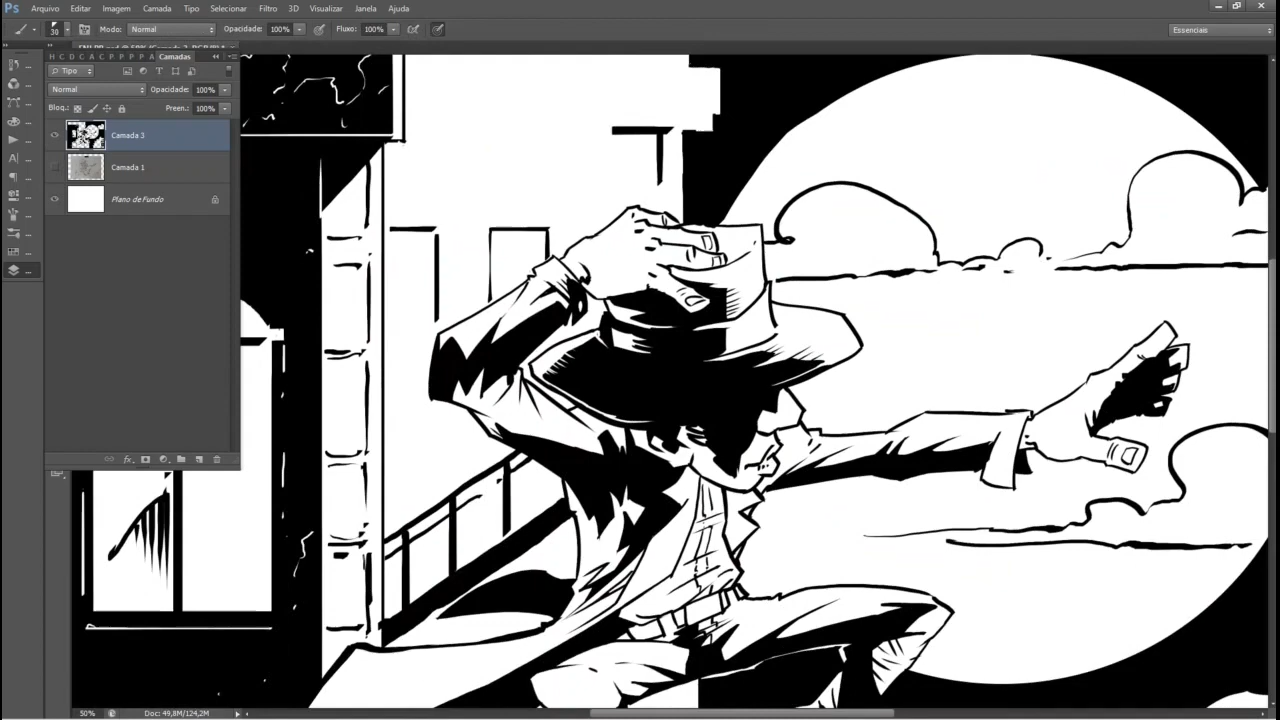 Ps Arquivo Editar Imagem Camada Tipo Selecionar Filtro 3D Visualizar Janela Ajuda
30 Modo: Normal Opacidade: 100% Fluxo: 100% Essenciais
H C D C A C P P P P A Camadas
Tipo
Normal Opacidade: 100%
Bloq.: Preen.: 100%
Camada 3
Camada 1
Plano de Fundo
50% Doc: 49,8M/124,2M